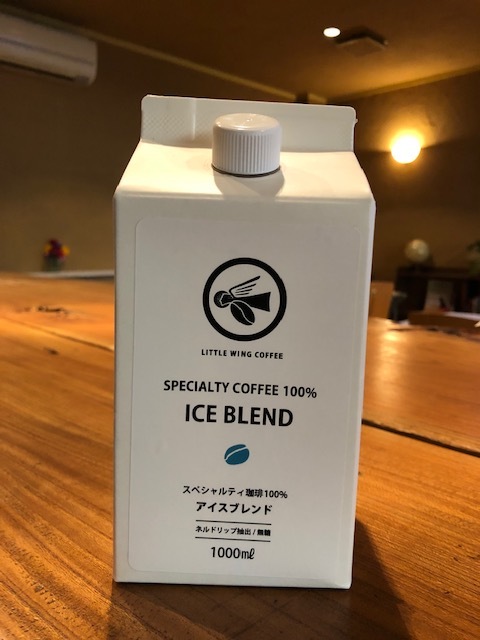 LITTLE WING COFFEE
SPECIALTY COFFEE 100%
ICE BLEND
スペシャルティ珈琲100%
アイスブレンド
ネルドリップ抽出/無糖
1000㎖